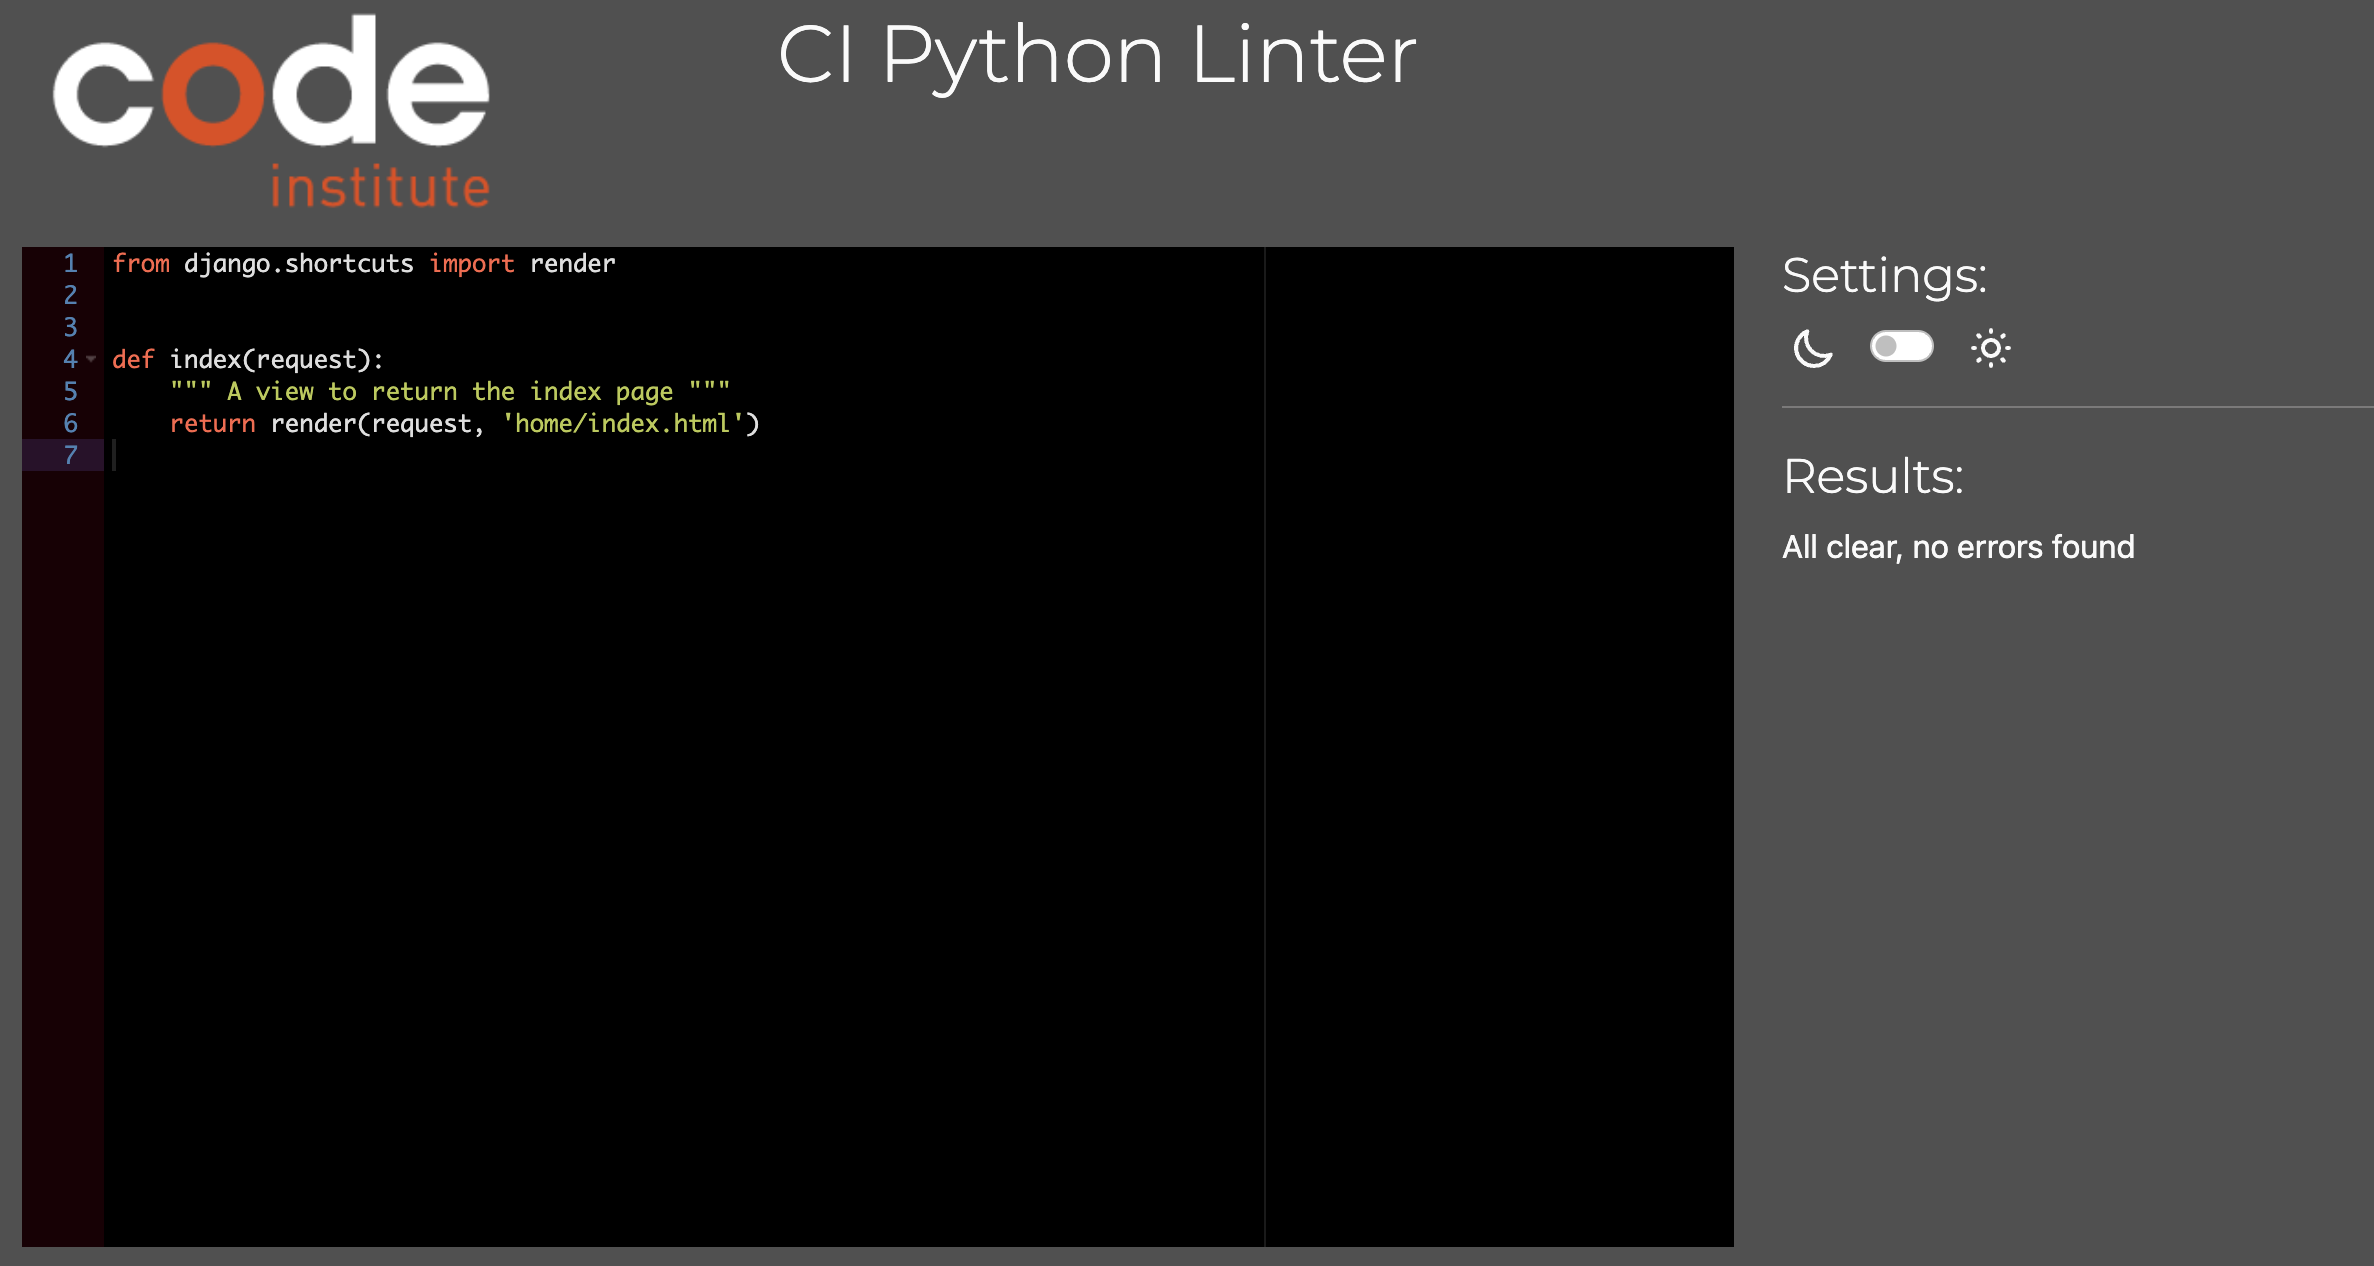 code
institute
CI Python Linter
1 from django.shortcuts import render
2
3
4 def index(request):
5     """ A view to return the index page """
6     return render(request, 'home/index.html')
7
Settings:
Results:
All clear, no errors found